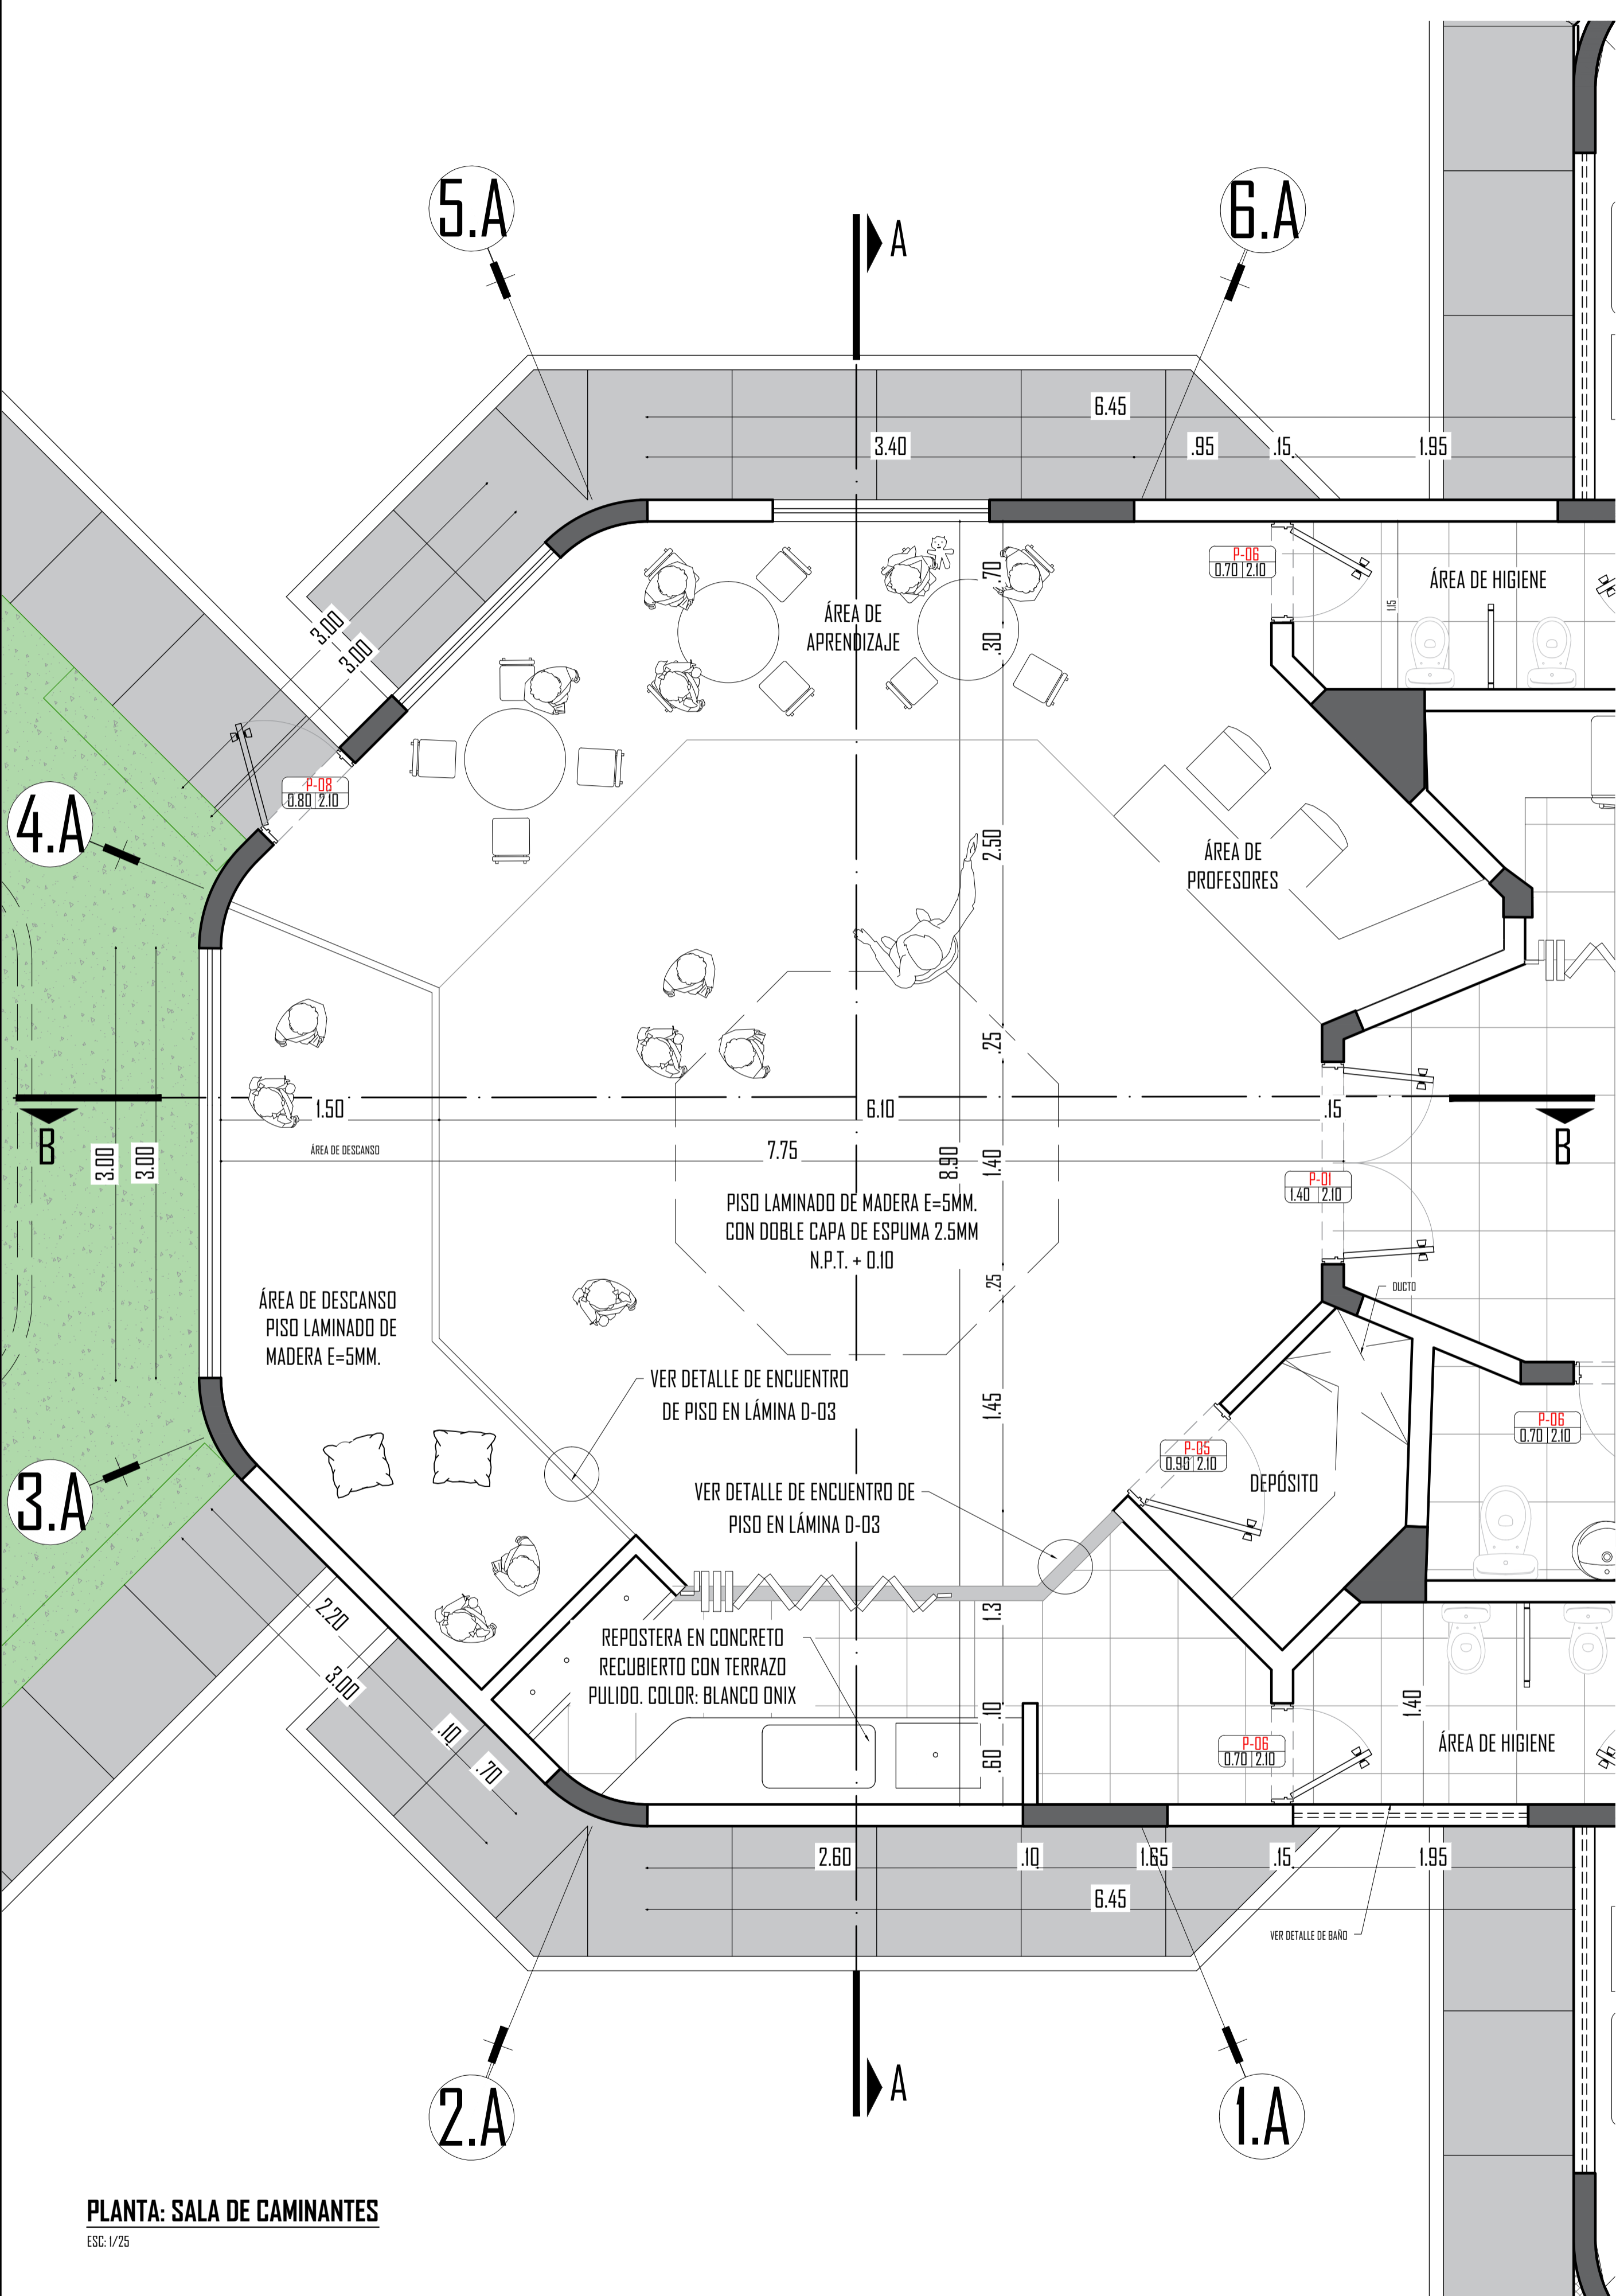 5.A
6.A
A
6.45
3.40
.95
.15
1.95
P-06
0.70 2.10
ÁREA DE HIGIENE
1.15
.70
ÁREA DE
APRENDIZAJE
.30
3.00
3.00
P-08
0.80 2.10
4.A
2.50
ÁREA DE
PROFESORES
.25
1.50
6.10
.15
B
B
3.00
3.00
ÁREA DE DESCANSO
7.75
8.90
1.40
P-01
1.40 2.10
PISO LAMINADO DE MADERA E=5MM.
CON DOBLE CAPA DE ESPUMA 2.5MM
N.P.T. + 0.10
.25
DUCTO
ÁREA DE DESCANSO
PISO LAMINADO DE
MADERA E=5MM.
VER DETALLE DE ENCUENTRO
DE PISO EN LÁMINA D-03
1.45
P-06
0.70 2.10
P-05
0.90 2.10
DEPÓSITO
VER DETALLE DE ENCUENTRO DE
PISO EN LÁMINA D-03
3.A
2.20
3.00
.10
.70
1.3
REPOSTERA EN CONCRETO
RECUBIERTO CON TERRAZO
PULIDO. COLOR: BLANCO ONIX
.10
.60
1.40
P-06
0.70 2.10
ÁREA DE HIGIENE
2.60
.10
1.65
.15
1.95
6.45
VER DETALLE DE BAÑO
A
2.A
1.A
PLANTA: SALA DE CAMINANTES
ESC: 1/25